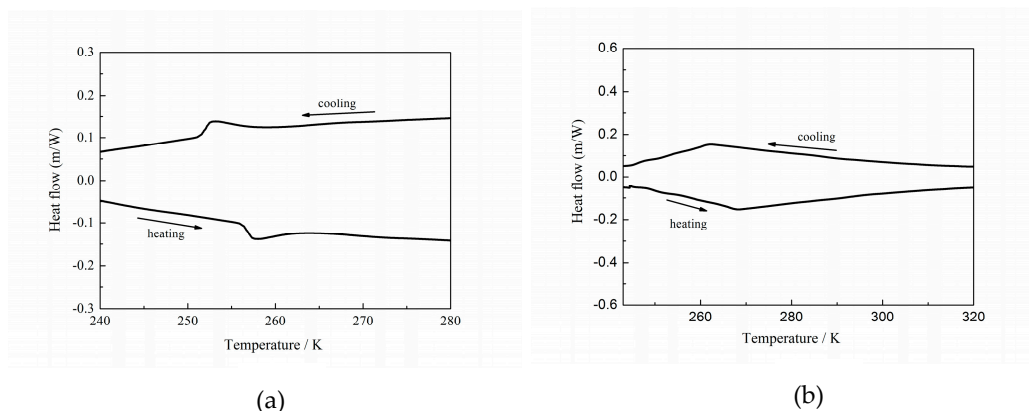 0.3
0.2
0.1
0.0
-0.1
-0.2
-0.3
Heat flow (m/W)
cooling
heating
240
250
260
270
280
Temperature / K
(a)
0.6
0.4
0.2
0.0
-0.2
-0.4
-0.6
Heat flow (m/W)
cooling
heating
260
280
300
320
Temperature / K
(b)